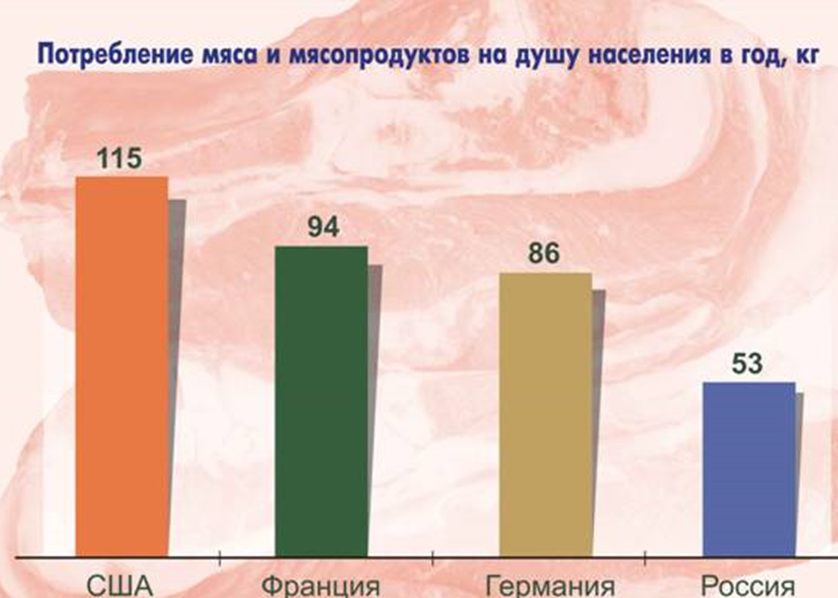 Потребление мяса и мясопродуктов на душу населения в год, кг
115
94
86
53
США Франция Германия Россия